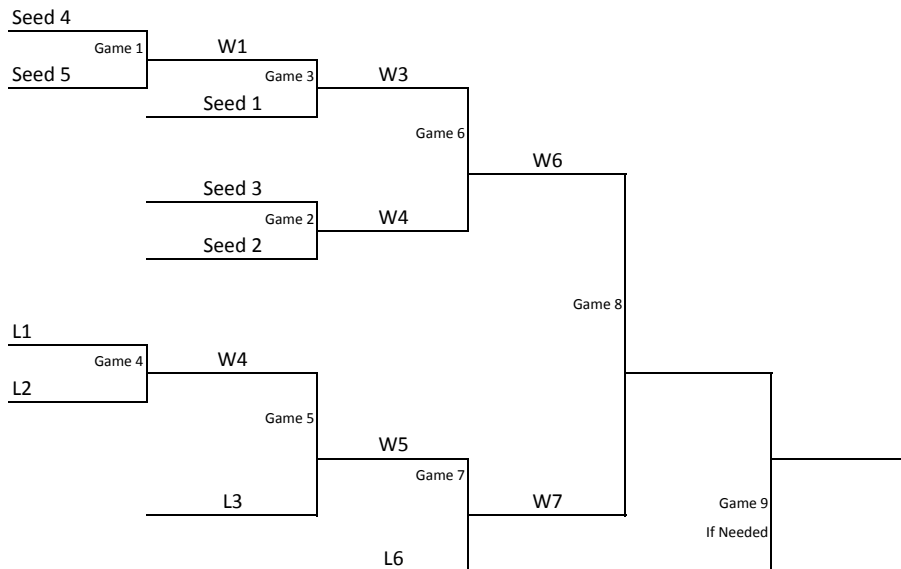 Seed 4
Game 1
W1
Seed 5
Game 3
W3
Seed 1
Game 6
W6
Seed 3
Game 2
W4
Seed 2
Game 8
L1
Game 4
W4
L2
Game 5
W5
Game 7
L3
W7
Game 9
If Needed
L6